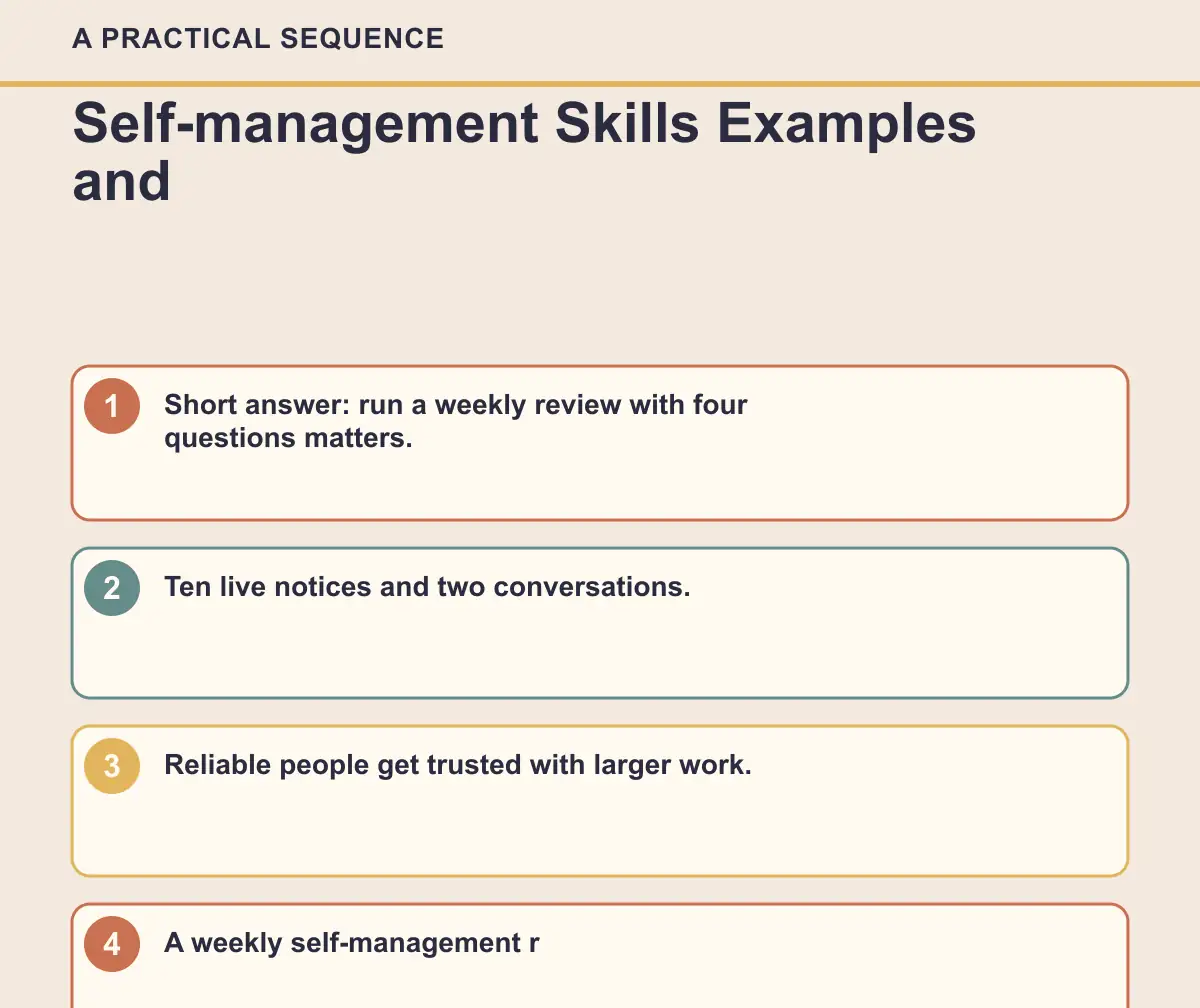 A PRACTICAL SEQUENCE
Self-management Skills Examples
and
1
Short answer: run a weekly review with four
questions matters.
2
Ten live notices and two conversations.
3
Reliable people get trusted with larger work.
4
A weekly self-management r